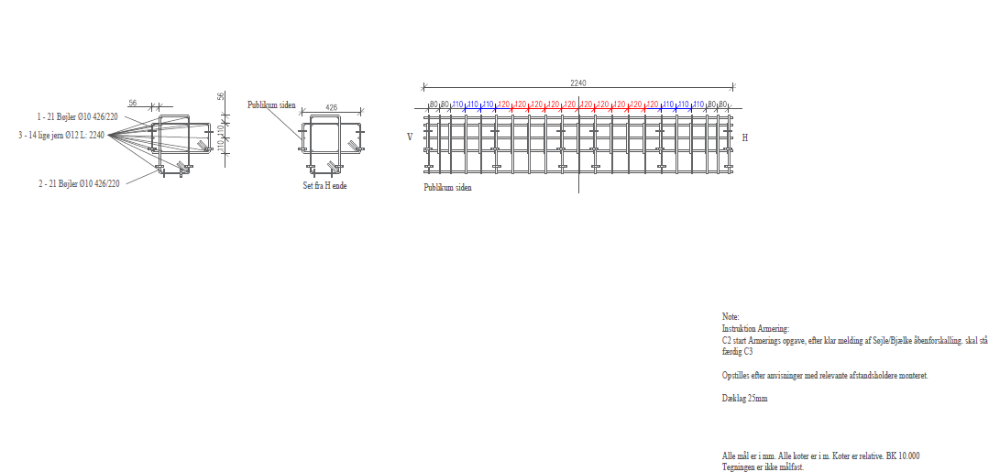 2240
56
56
Publikum siden
426
80 80 110 110 110 120 120 120 120 120 120 120 120 120 120 110 110 110 80 80
1 - 21 Bøjler Ø10 426/220
110
3 - 14 lige jern Ø12 L: 2240
110
V
H
2 - 21 Bøjler Ø10 426/220
Set fra H ende
Publikum siden
Note:
Instruktion Armering:
C2 start Armerings opgave, efter klar melding af Søjle/Bjælke åbenforskalling. skal stå
færdig C3
Opstilles efter anvisninger med relevante afstandsholdere monteret.
Dæklag 25mm
Alle mål er i mm. Alle koter er i m. Koter er relative. BK 10.000
Tegningen er ikke målfast.